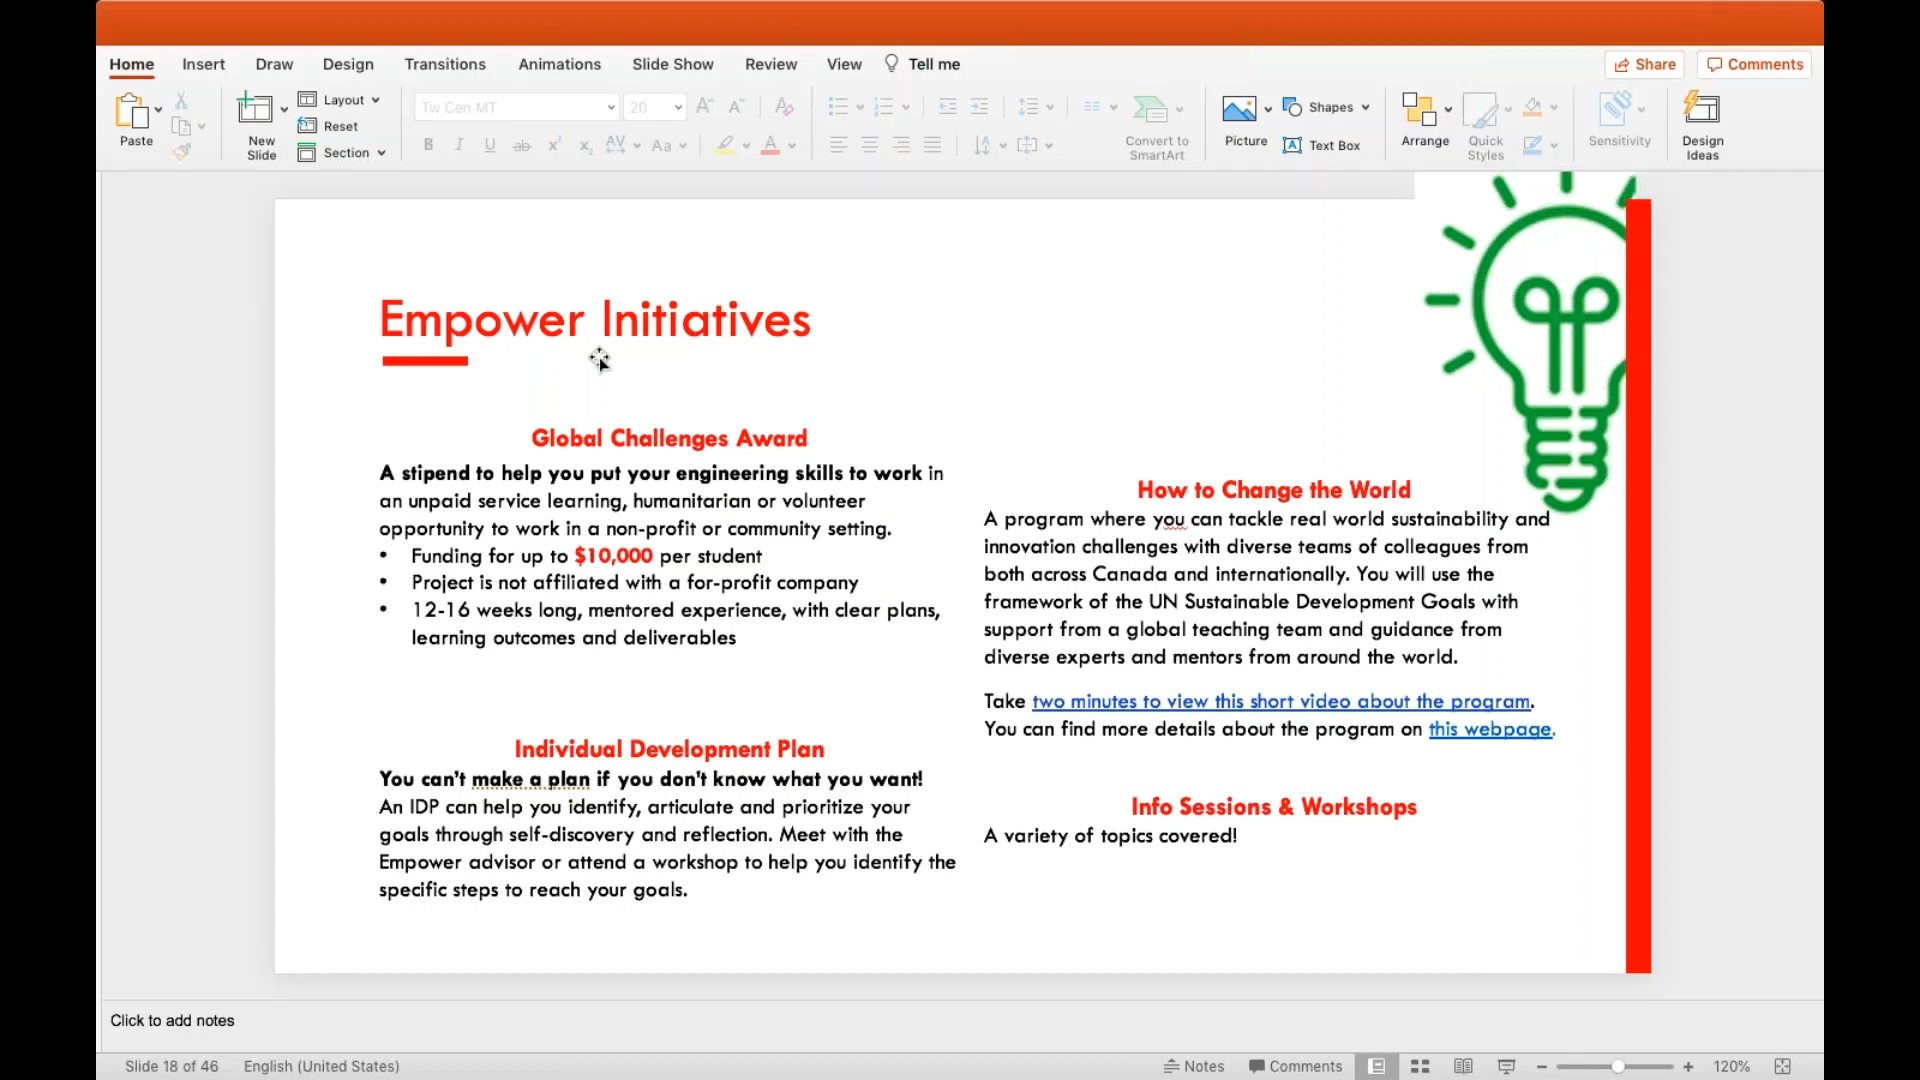 Home Insert Draw Design Transitions Animations Slide Show Review View Tell me Share Comments
Paste
New Slide
Layout
Reset
Section
Tw Cen MT 20
Convert to SmartArt
Picture
Shapes
Text Box
Arrange
Quick Styles
Sensitivity
Design Ideas
Empower Initiatives
Global Challenges Award
A stipend to help you put your engineering skills to work in
an unpaid service learning, humanitarian or volunteer
opportunity to work in a non-profit or community setting.
• Funding for up to $10,000 per student
• Project is not affiliated with a for-profit company
• 12-16 weeks long, mentored experience, with clear plans,
learning outcomes and deliverables
Individual Development Plan
You can't make a plan if you don't know what you want!
An IDP can help you identify, articulate and prioritize your
goals through self-discovery and reflection. Meet with the
Empower advisor or attend a workshop to help you identify the
specific steps to reach your goals.
How to Change the World
A program where you can tackle real world sustainability and
innovation challenges with diverse teams of colleagues from
both across Canada and internationally. You will use the
framework of the UN Sustainable Development Goals with
support from a global teaching team and guidance from
diverse experts and mentors from around the world.
Take two minutes to view this short video about the program.
You can find more details about the program on this webpage.
Info Sessions & Workshops
A variety of topics covered!
Click to add notes
Slide 18 of 46 English (United States) Notes Comments 120%